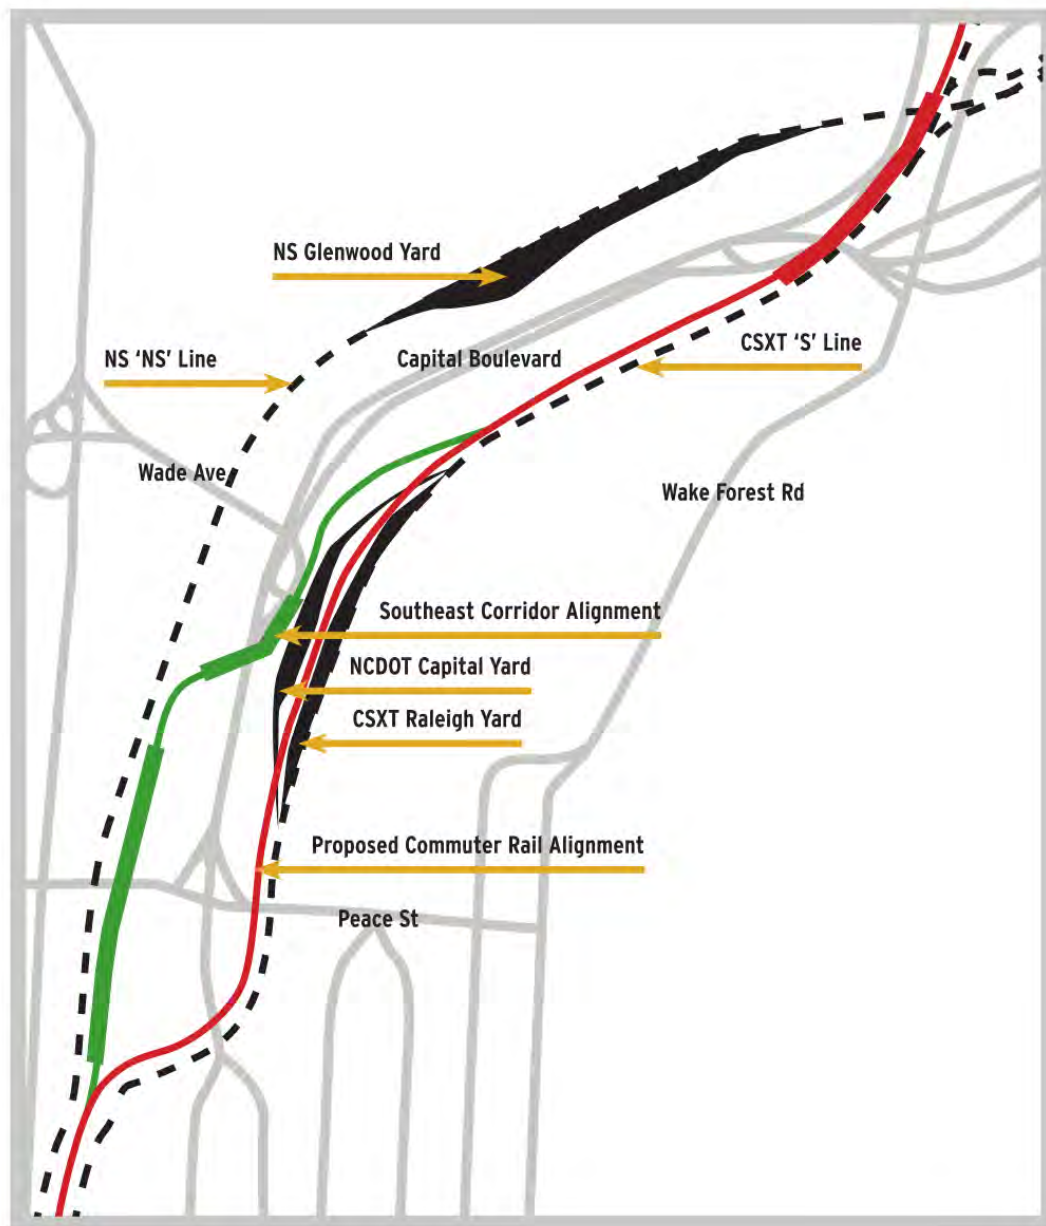 NS Glenwood Yard
CSXT ‘S’ Line
NS ‘NS’ Line
Capital Boulevard
Wade Ave
Wake Forest Rd
Southeast Corridor Alignment
NCDOT Capital Yard
CSXT Raleigh Yard
Proposed Commuter Rail Alignment
Peace St